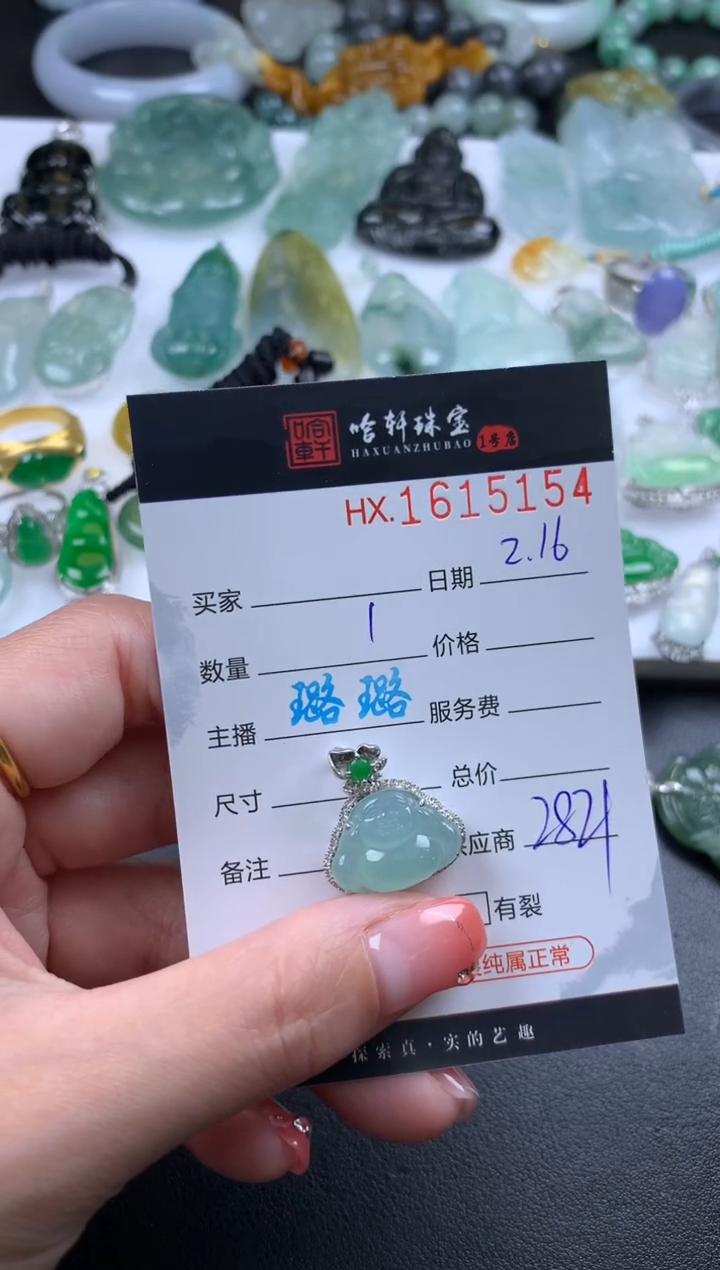 哈轩珠宝
HAXUANZHUBAO 1号店
HX.1615154
买家 日期 2.16
数量 1 价格
主播 璐璐 服务费
尺寸 总价
备注 应商 2821
有裂
纯属正常
探索真·实的艺趣